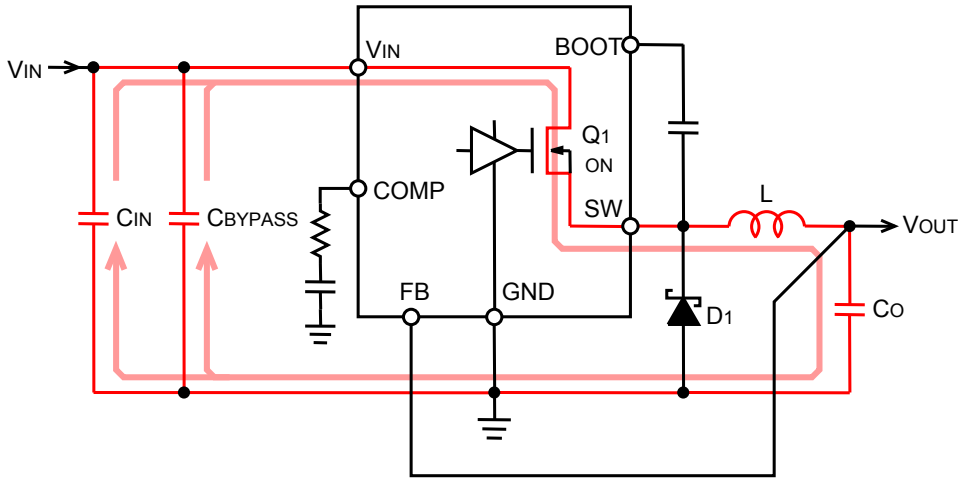 BOOT
VIN
VIN
Q1
ON
COMP
L
SW
CIN
CBYPASS
VOUT
FB
GND
D1
CO